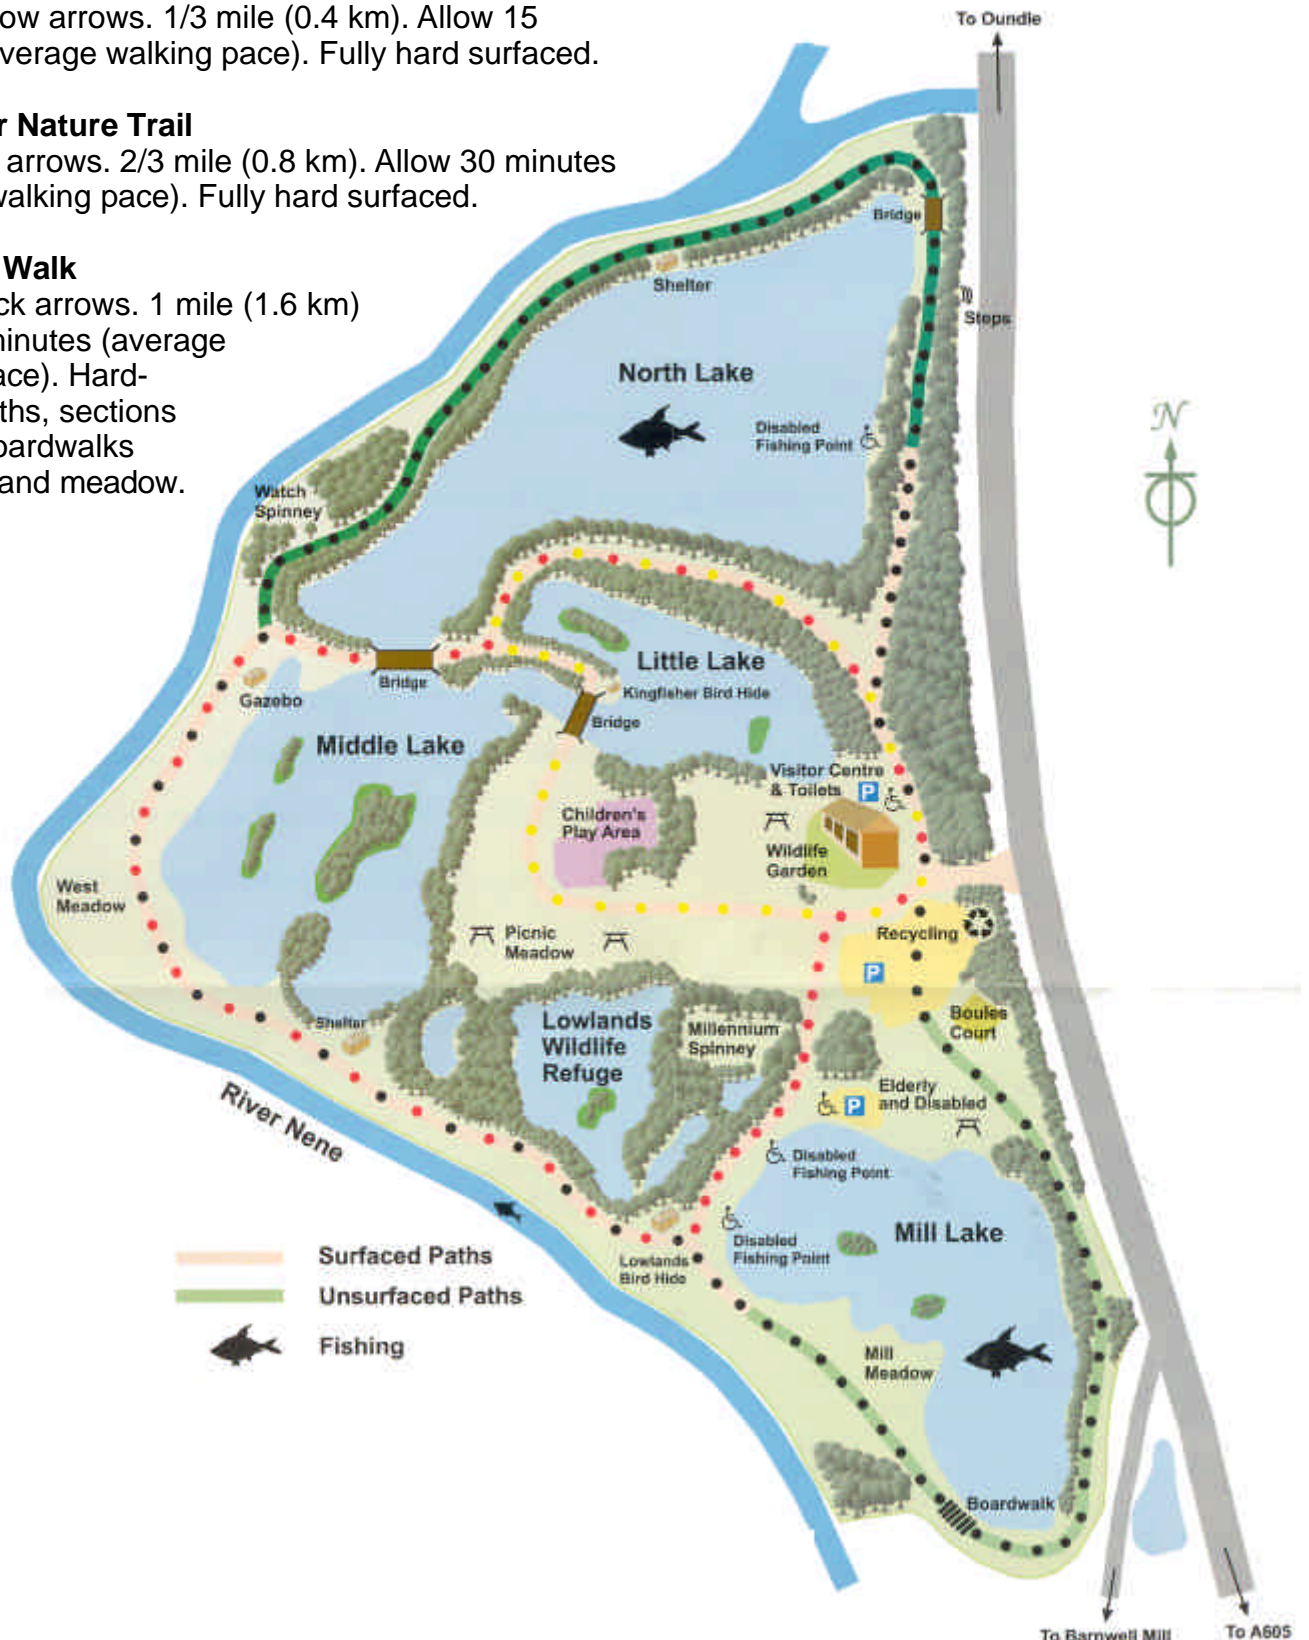 ow arrows. 1/3 mile (0.4 km). Allow 15
verage walking pace). Fully hard surfaced.
r Nature Trail
arrows. 2/3 mile (0.8 km). Allow 30 minutes
walking pace). Fully hard surfaced.
Walk
ck arrows. 1 mile (1.6 km)
ninutes (average
ace). Hard-
ths, sections
oardwalks
and meadow.
To Oundle
Bridge
Shelter
Steps
North Lake
Disabled
Fishing Point
N
Watch
Spinney
Little Lake
Kingfisher Bird Hide
Bridge
Bridge
Gazebo
Middle Lake
Visitor Centre
& Toilets
P
Children's
Play Area
Wildlife
Garden
West
Meadow
Picnic
Meadow
Recycling
P
Boules
Court
Shelter
Lowlands
Wildlife
Refuge
Millennium
Spinney
Elderly
and Disabled
P
River Nene
Disabled
Fishing Point
Mill Lake
Disabled
Fishing Point
Lowlands
Bird Hide
Surfaced Paths
Unsurfaced Paths
Fishing
Mill
Meadow
Boardwalk
To Barnwell Mill
To A605